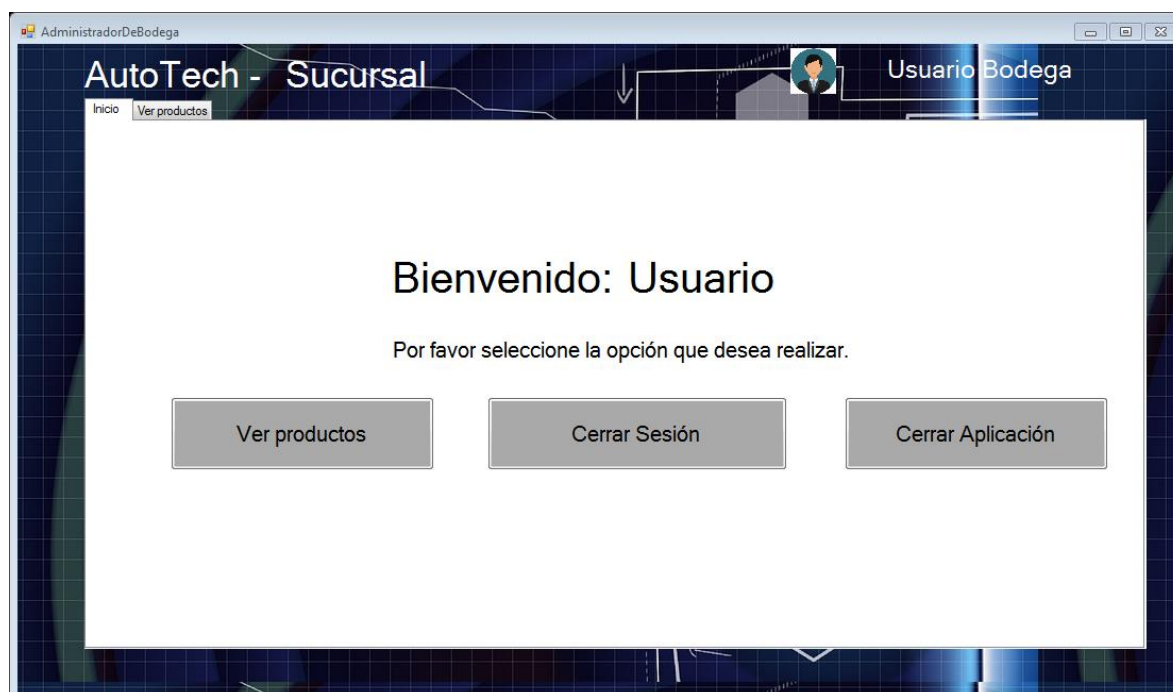 AdministradorDeBodega
AutoTech - Sucursal
Usuario Bodega
Inicio
Ver productos
Bienvenido: Usuario
Por favor seleccione la opción que desea realizar.
Ver productos
Cerrar Sesión
Cerrar Aplicación